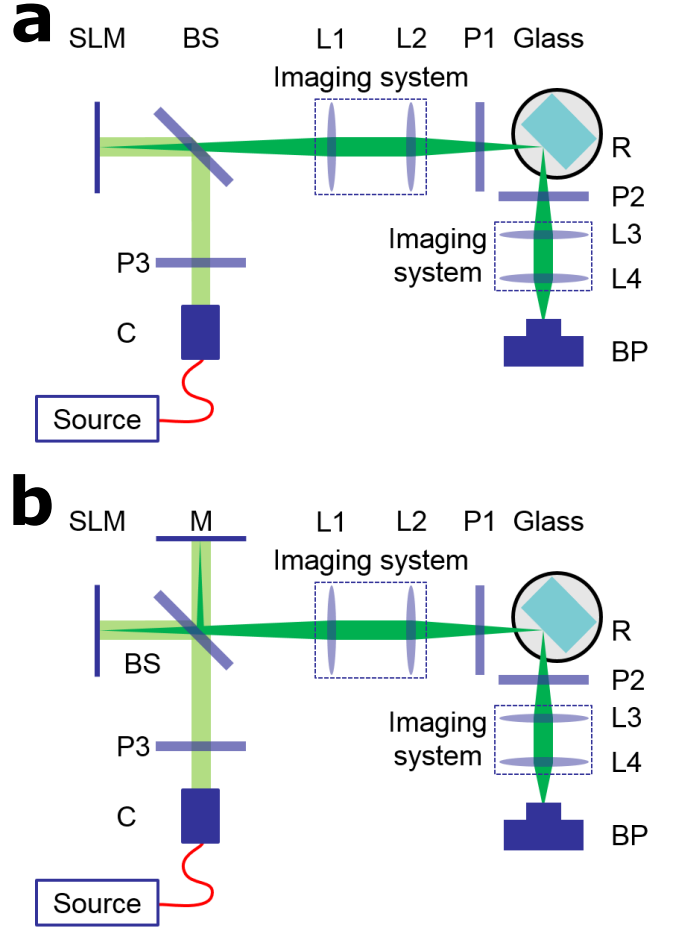 a
SLM BS L1 L2 P1 Glass
Imaging system
R
P2
Imaging
system
L3
L4
P3
C
BP
Source
b
SLM M L1 L2 P1 Glass
Imaging system
R
BS
P2
Imaging
system
L3
L4
P3
C
BP
Source